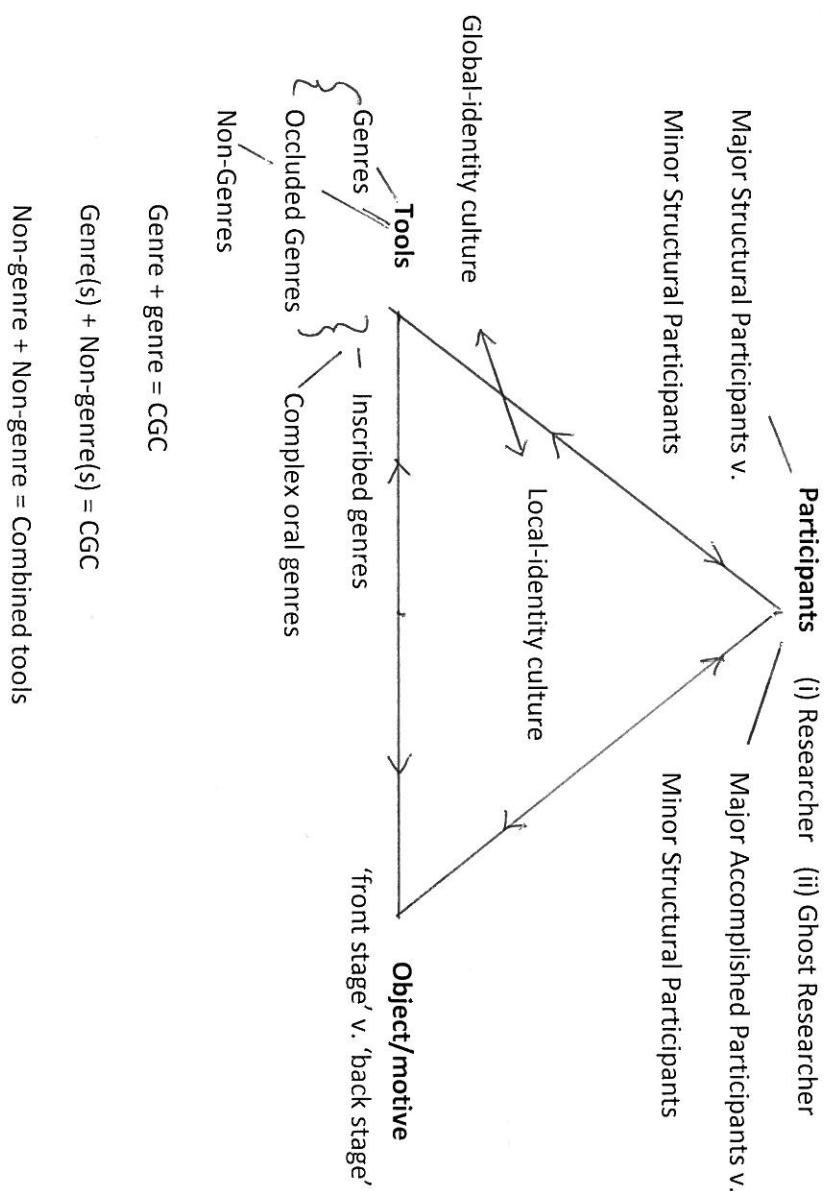 Participants (i) Researcher (ii) Ghost Researcher
Major Structural Participants v.
Minor Structural Participants
Major Accomplished Participants v.
Minor Structural Participants
Global-identity culture
Local-identity culture
Tools
Genres
Occluded Genres
Non-Genres
Inscribed genres
Complex oral genres
Object/motive
'front stage' v. 'back stage'
Genre + genre = CGC
Genre(s) + Non-genre(s) = CGC
Non-genre + Non-genre = Combined tools